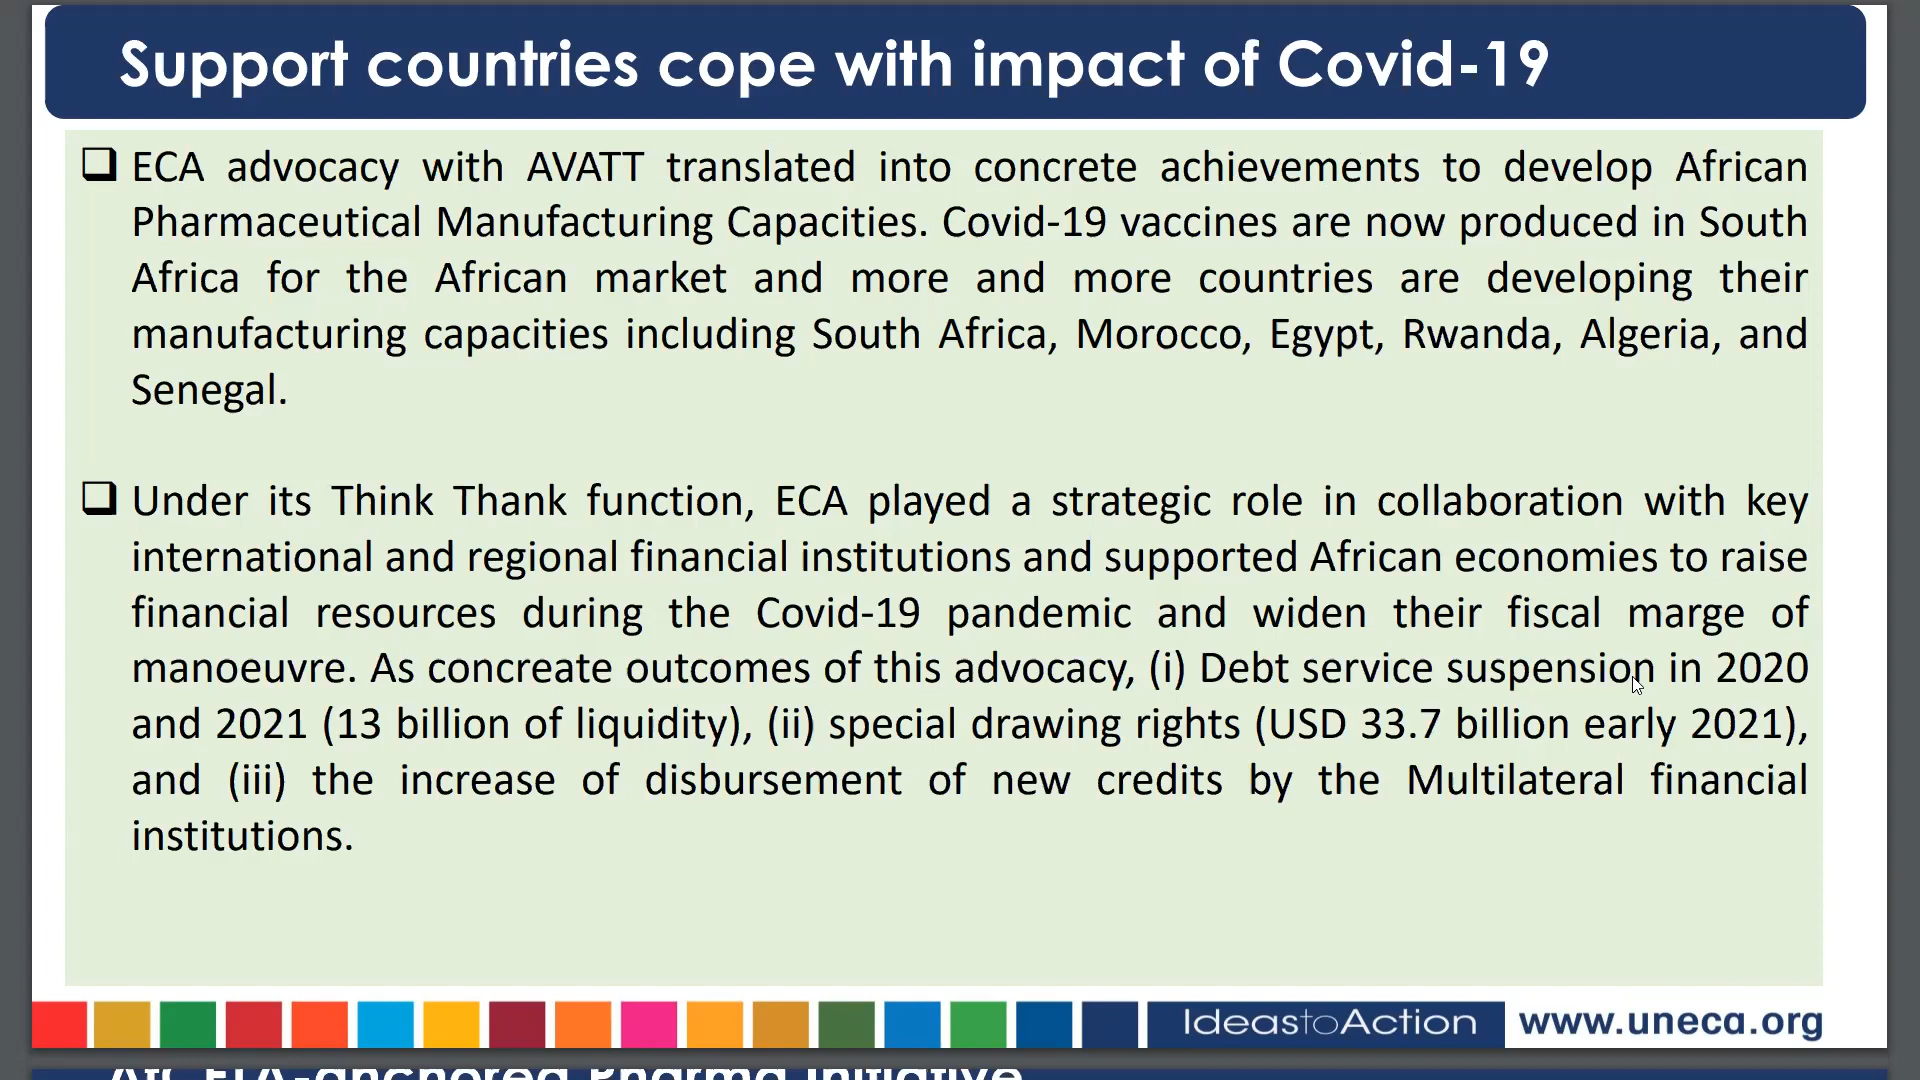 Support countries cope with impact of Covid-19
ECA advocacy with AVATT translated into concrete achievements to develop African
Pharmaceutical Manufacturing Capacities. Covid-19 vaccines are now produced in South
Africa for the African market and more and more countries are developing their
manufacturing capacities including South Africa, Morocco, Egypt, Rwanda, Algeria, and
Senegal.
Under its Think Thank function, ECA played a strategic role in collaboration with key
international and regional financial institutions and supported African economies to raise
financial resources during the Covid-19 pandemic and widen their fiscal marge of
manoeuvre. As concreate outcomes of this advocacy, (i) Debt service suspension in 2020
and 2021 (13 billion of liquidity), (ii) special drawing rights (USD 33.7 billion early 2021),
and (iii) the increase of disbursement of new credits by the Multilateral financial
institutions.
IdeastoAction www.uneca.org
-anchored Pharma Initiative